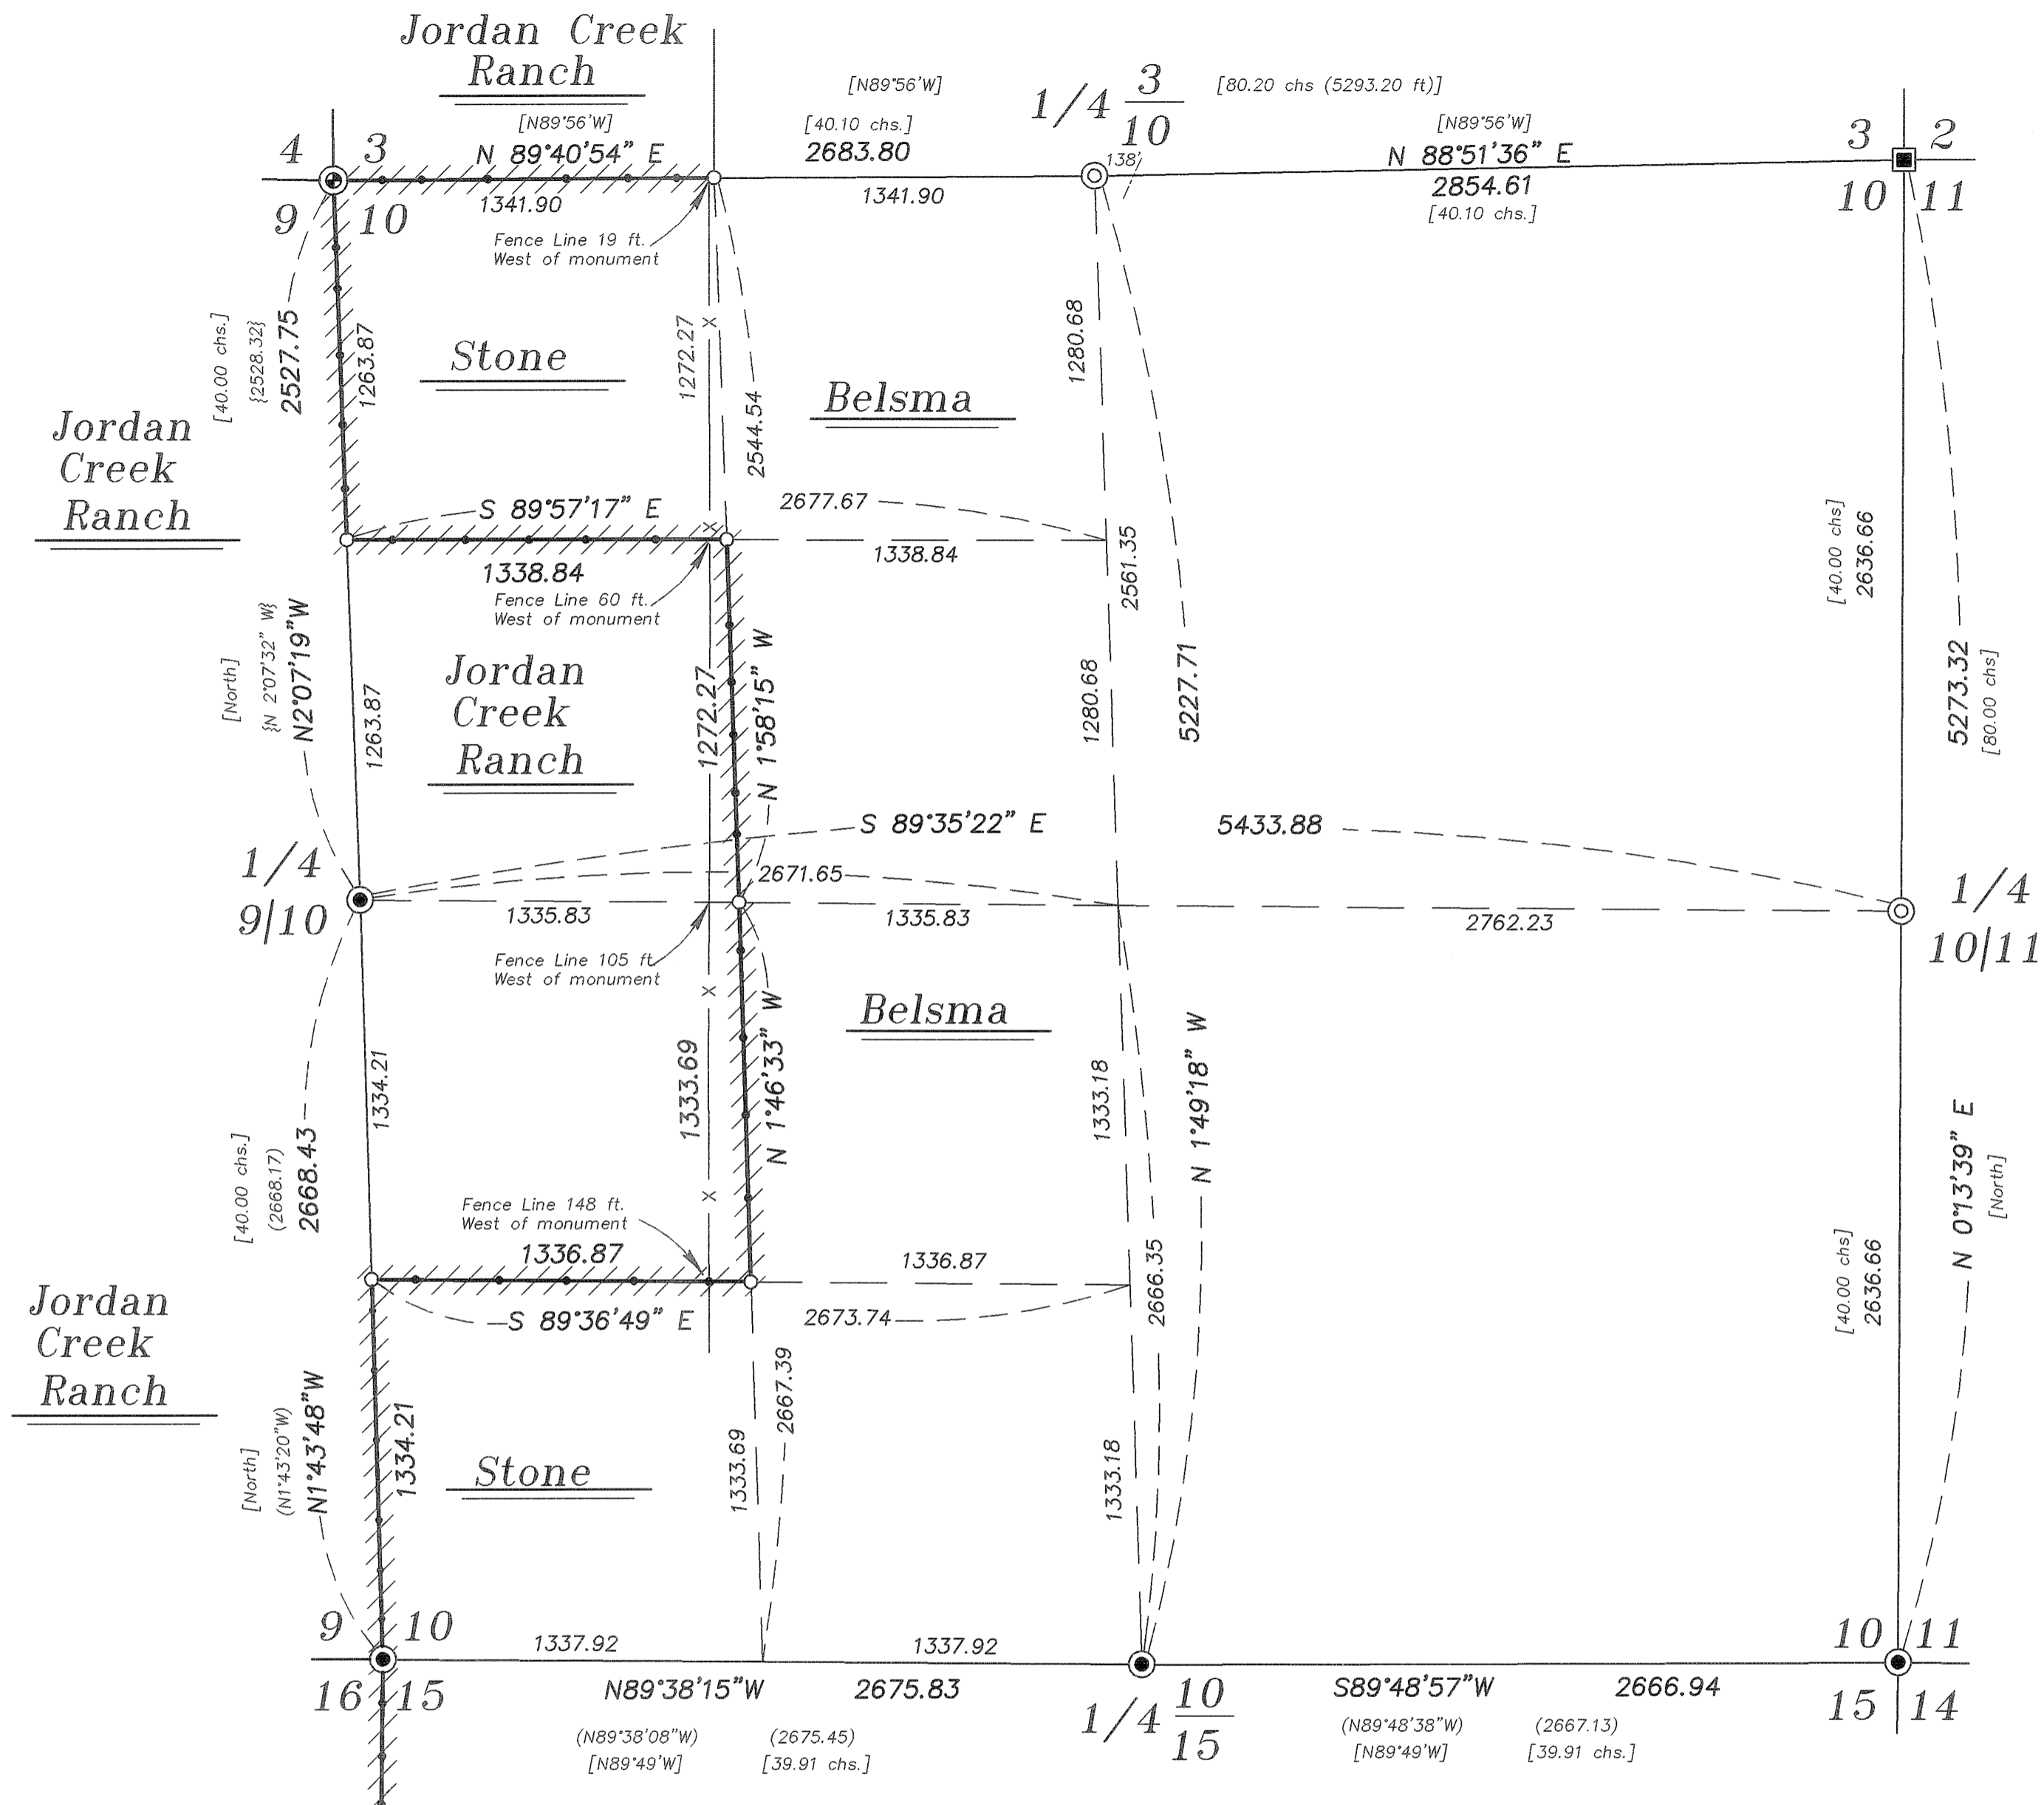 Jordan Creek
Ranch
[N89°56'W]
N 89°40'54" E
4 3
9 10
1341.90
[N89°56'W]
[40.10 chs.]
2683.80
1341.90
1/4 3
10
138'
[80.20 chs (5293.20 ft)]
[N89°56'W]
N 88°51'36" E
2854.61
[40.10 chs.]
3 2
10 11
Fence Line 19 ft.
West of monument
[40.00 chs.]
{2528.32}
2527.75
1263.87
Stone
1272.27
2544.54
Belsma
1280.68
Jordan
Creek
Ranch
S 89°57'17" E
1338.84
2677.67
1338.84
2561.35
5227.71
[40.00 chs]
2636.66
Fence Line 60 ft.
West of monument
[North]
{N 2°07'32" W}
N2°07'19"W
1263.87
Jordan
Creek
Ranch
1272.27
N 1°58'15" W
1280.68
5273.32
[80.00 chs]
S 89°35'22" E
5433.88
1/4
9|10
2671.65
1335.83
1335.83
2762.23
1/4
10|11
Fence Line 105 ft.
West of monument
Belsma
[40.00 chs.]
(2668.17)
2668.43
1334.21
1333.69
N 1°46'33" W
1333.18
N 1°49'18" W
N 0°13'39" E
[North]
Fence Line 148 ft.
West of monument
1336.87
S 89°36'49" E
1336.87
2673.74
2666.35
[40.00 chs]
2636.66
Jordan
Creek
Ranch
[North]
(N1°43'20"W)
N1°43'48"W
1334.21
Stone
1333.69
2667.39
1333.18
9 10
16 15
1337.92
1337.92
N89°38'15"W
2675.83
(N89°38'08"W)
(2675.45)
[N89°49'W]
[39.91 chs.]
1/4 10
15
S89°48'57"W
2666.94
(N89°48'38"W)
(2667.13)
[N89°49'W]
[39.91 chs.]
10 11
15 14